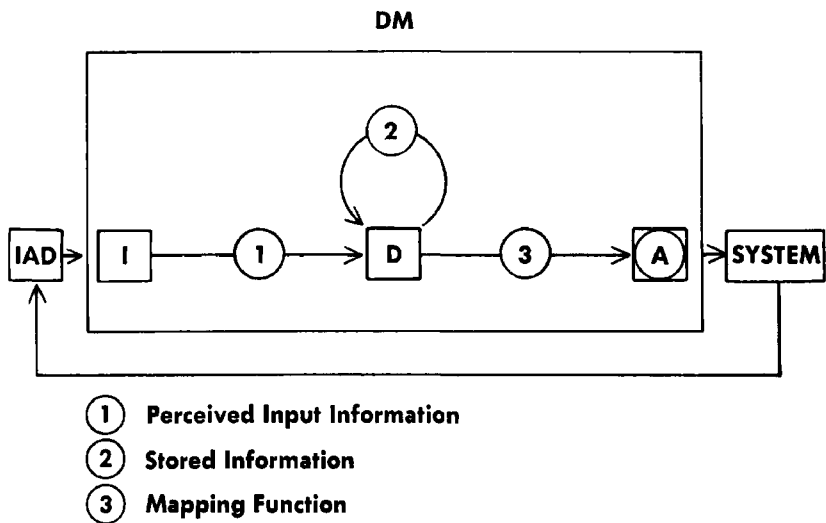 DM
2
IAD I 1 D 3 A SYSTEM
1 Perceived Input Information
2 Stored Information
3 Mapping Function